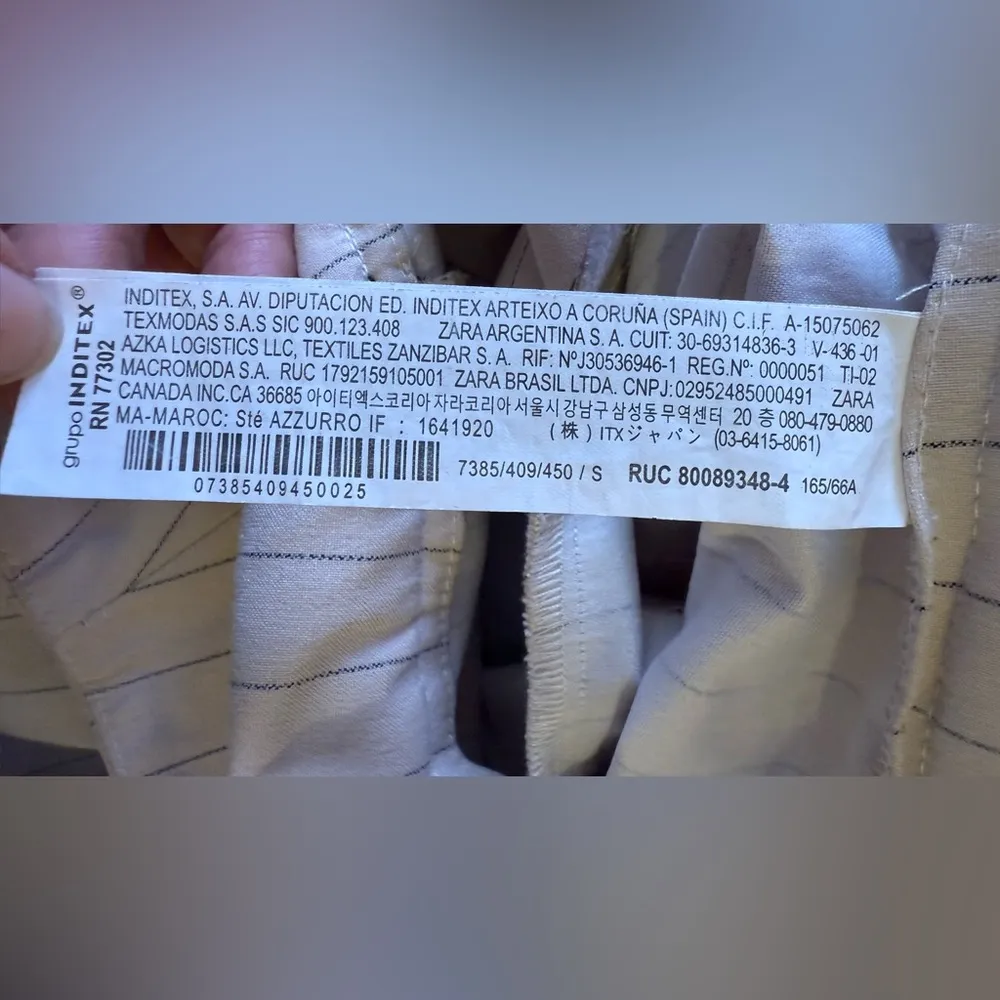 grupo INDITEX ®
RN 77302
INDITEX, S.A. AV. DIPUTACION ED. INDITEX ARTEIXO A CORUÑA (SPAIN) C.I.F. A-15075062
TEXMODAS S.A.S SIC 900.123.408 ZARA ARGENTINA S. A. CUIT: 30-69314836-3 V-436 -01
AZKA LOGISTICS LLC, TEXTILES ZANZIBAR S. A. RIF: NºJ30536946-1 REG.Nº: 0000051 TI-02
MACROMODA S.A. RUC 1792159105001 ZARA BRASIL LTDA. CNPJ:02952485000491 ZARA
CANADA INC.CA 36685 아이티엑스코리아 자라코리아 서울시 강남구 삼성동 무역센터 20 층 080-479-0880
MA-MAROC: Sté AZZURRO IF : 1641920 (株) ITXジャパン (03-6415-8061)
7385/409/450 / S RUC 80089348-4 165/66A
07385409450025